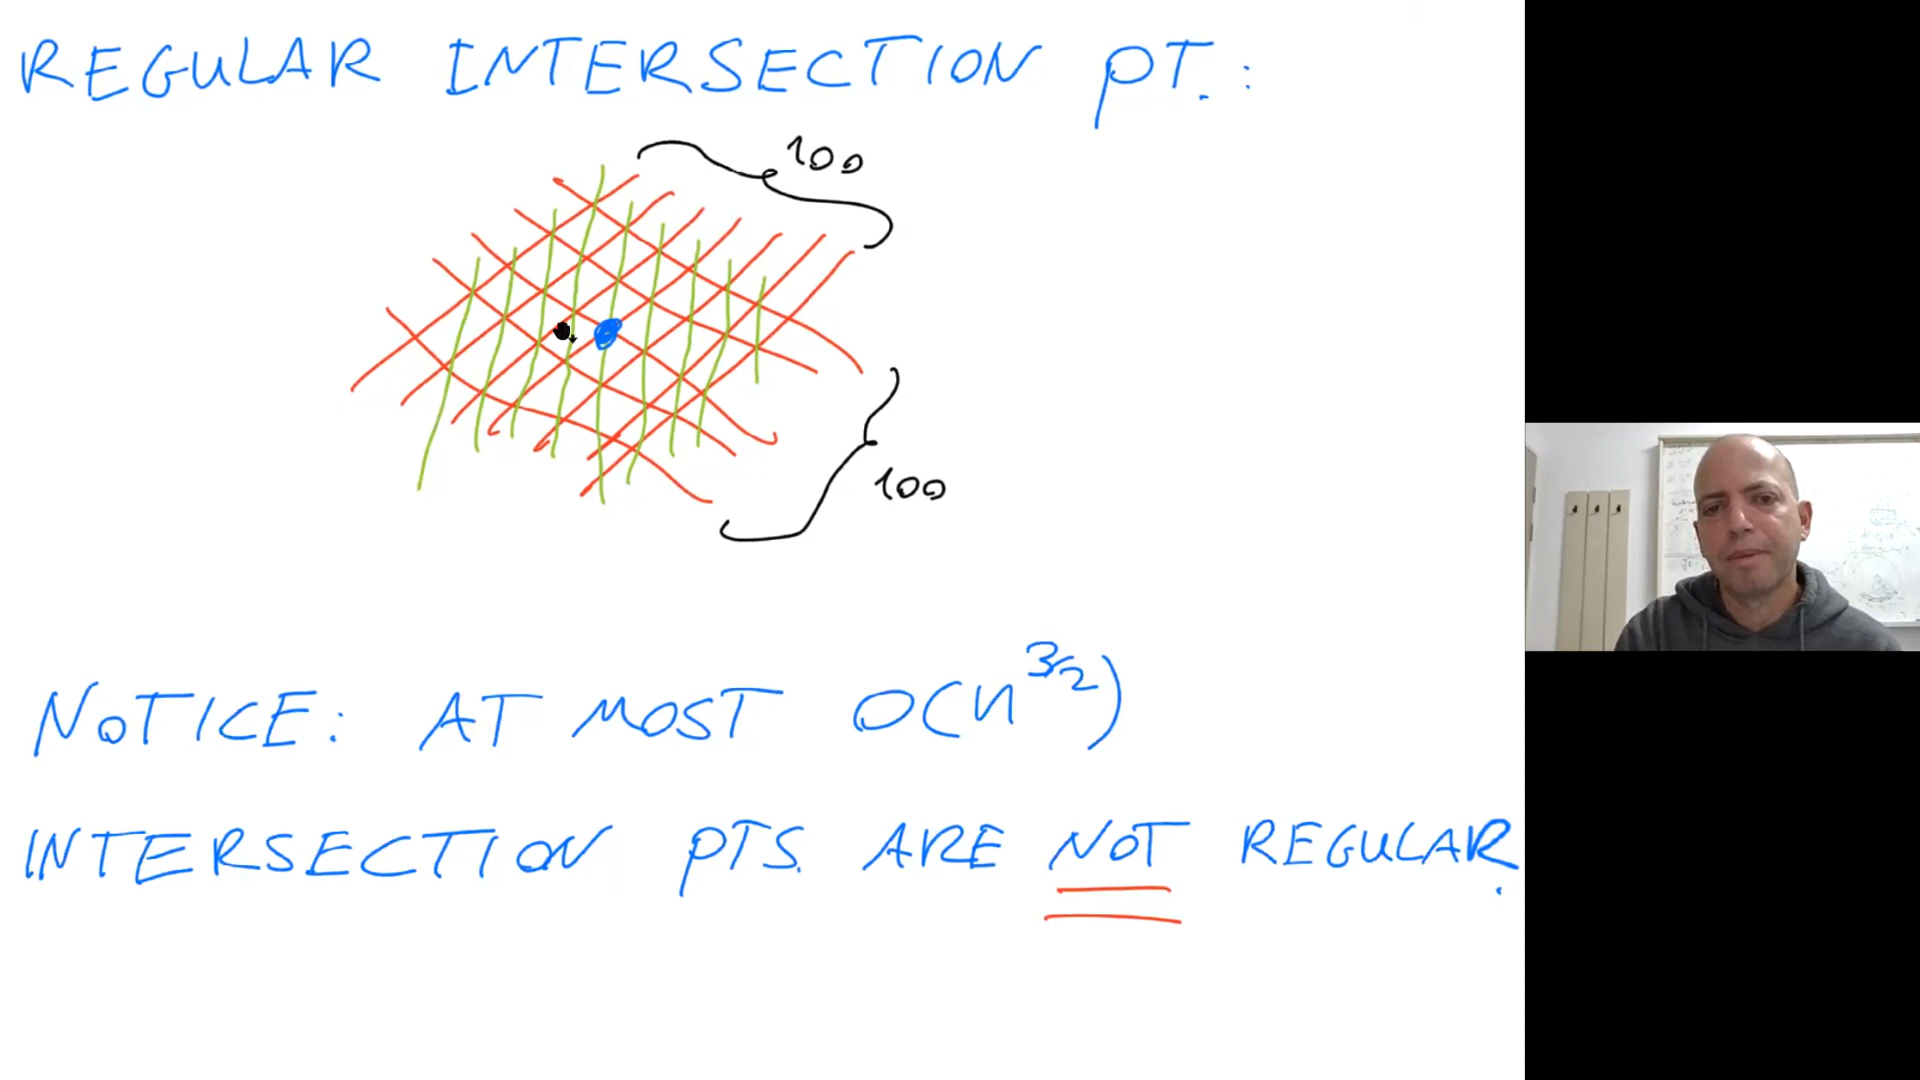 REGULAR INTERSECTION PT.:
100
100
NOTICE: AT MOST O(n^3/2)
INTERSECTION PTS. ARE NOT REGULAR.